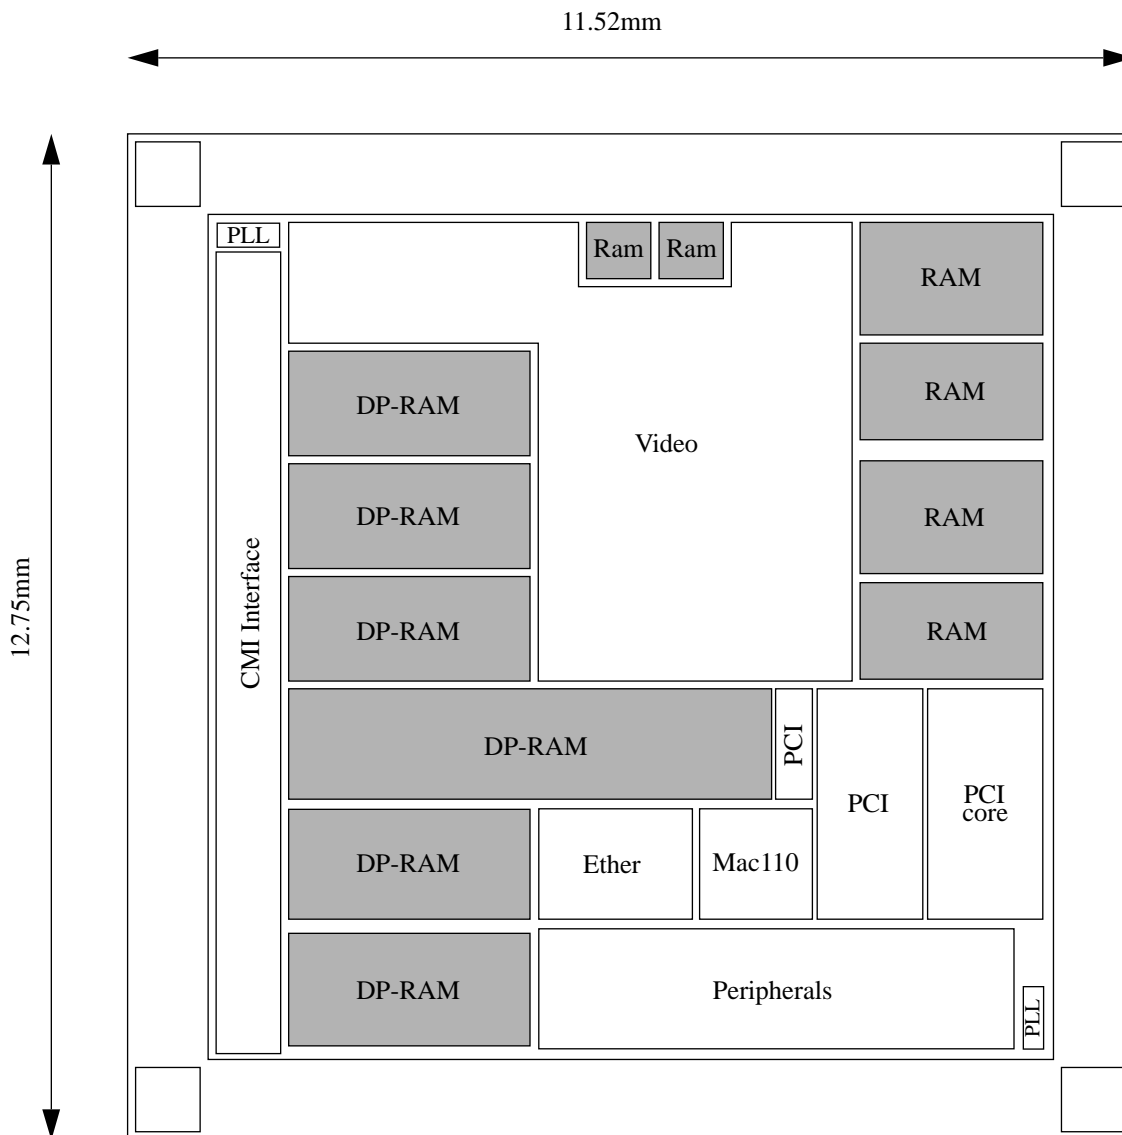 11.52mm
PLL
Ram
Ram
RAM
DP-RAM
RAM
Video
DP-RAM
RAM
CMI Interface
12.75mm
DP-RAM
RAM
DP-RAM
PCI
PCI
PCI
core
DP-RAM
Ether
Mac110
DP-RAM
Peripherals
PLL